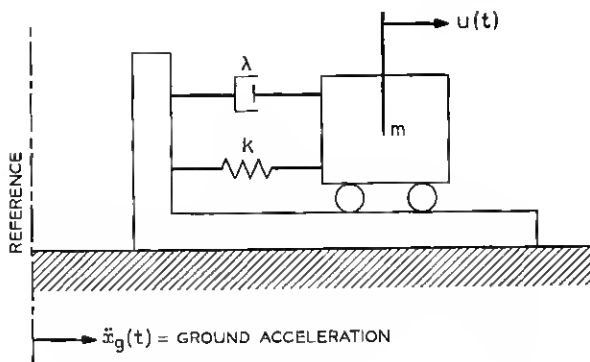 u(t)
λ
m
k
REFERENCE
ẍg(t) = GROUND ACCELERATION